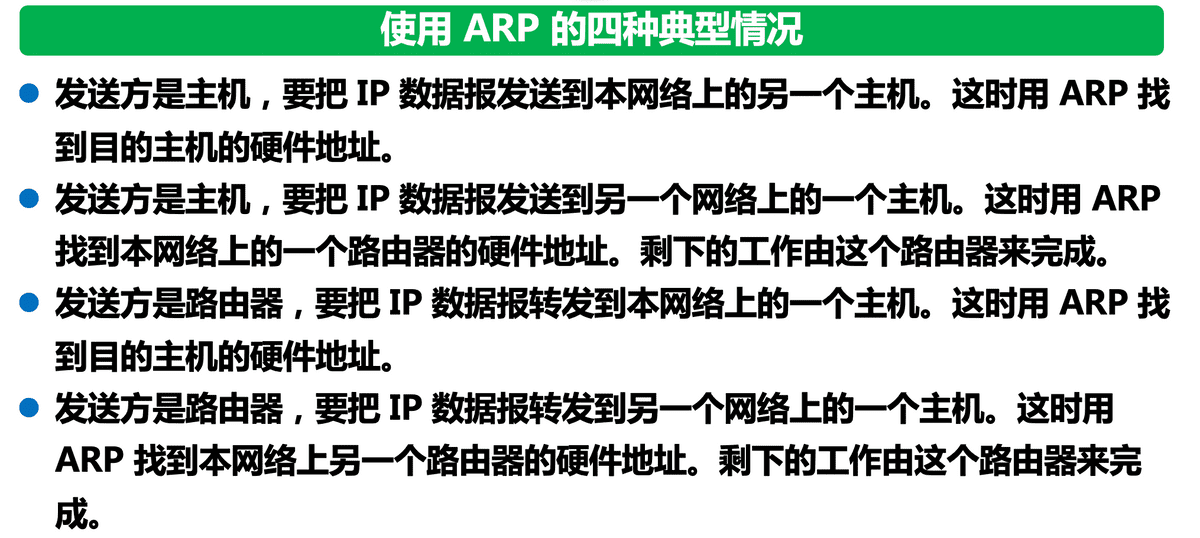 使用 ARP 的四种典型情况
发送方是主机，要把 IP 数据报发送到本网络上的另一个主机。这时用 ARP 找
到目的主机的硬件地址。
发送方是主机，要把 IP 数据报发送到另一个网络上的一个主机。这时用 ARP
找到本网络上的一个路由器的硬件地址。剩下的工作由这个路由器来完成。
发送方是路由器，要把 IP 数据报转发到本网络上的一个主机。这时用 ARP 找
到目的主机的硬件地址。
发送方是路由器，要把 IP 数据报转发到另一个网络上的一个主机。这时用
ARP 找到本网络上另一个路由器的硬件地址。剩下的工作由这个路由器来完
成。